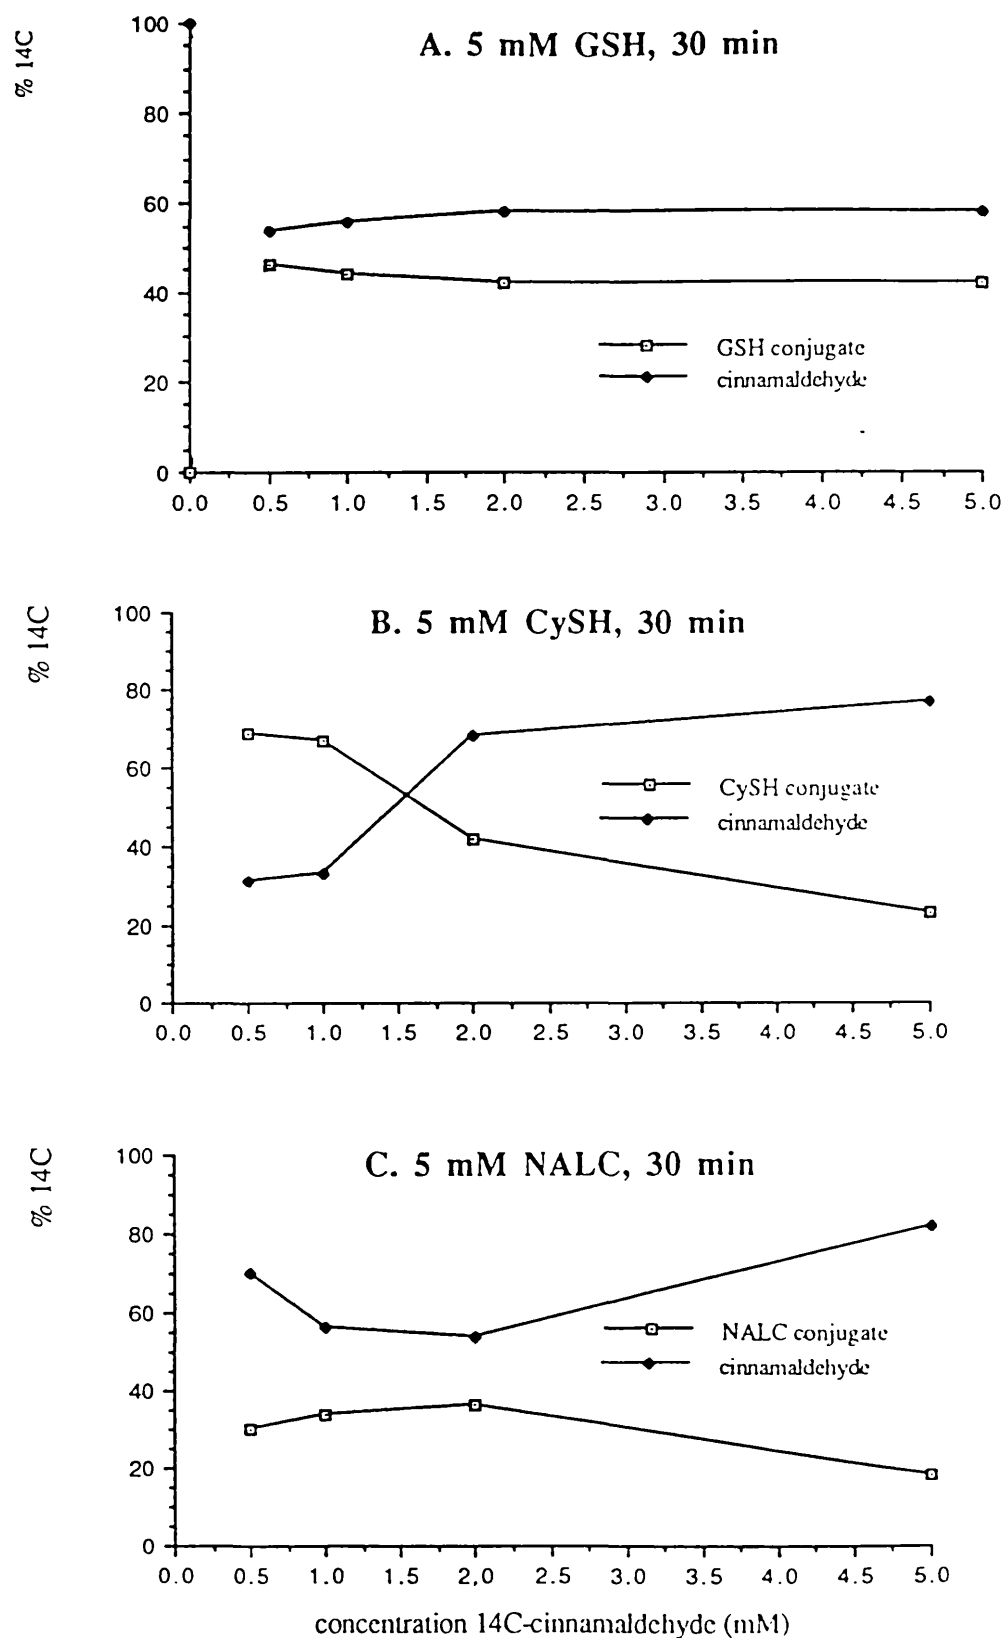 % 14C
A. 5 mM GSH, 30 min
100
80
60
40
20
0
GSH conjugate
cinnamaldehyde
0.0 0.5 1.0 1.5 2.0 2.5 3.0 3.5 4.0 4.5 5.0
% 14C
B. 5 mM CySH, 30 min
100
80
60
40
20
0
CySH conjugate
cinnamaldehyde
0.0 0.5 1.0 1.5 2.0 2.5 3.0 3.5 4.0 4.5 5.0
% 14C
C. 5 mM NALC, 30 min
100
80
60
40
20
0
NALC conjugate
cinnamaldehyde
0.0 0.5 1.0 1.5 2.0 2.5 3.0 3.5 4.0 4.5 5.0
concentration 14C-cinnamaldehyde (mM)